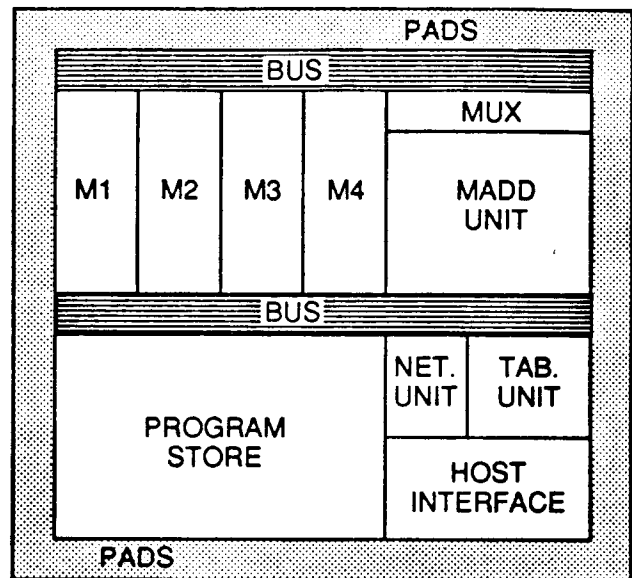 PADS
BUS
MUX
M1 M2 M3 M4
MADD
UNIT
BUS
NET.
UNIT
TAB.
UNIT
PROGRAM
STORE
HOST
INTERFACE
PADS